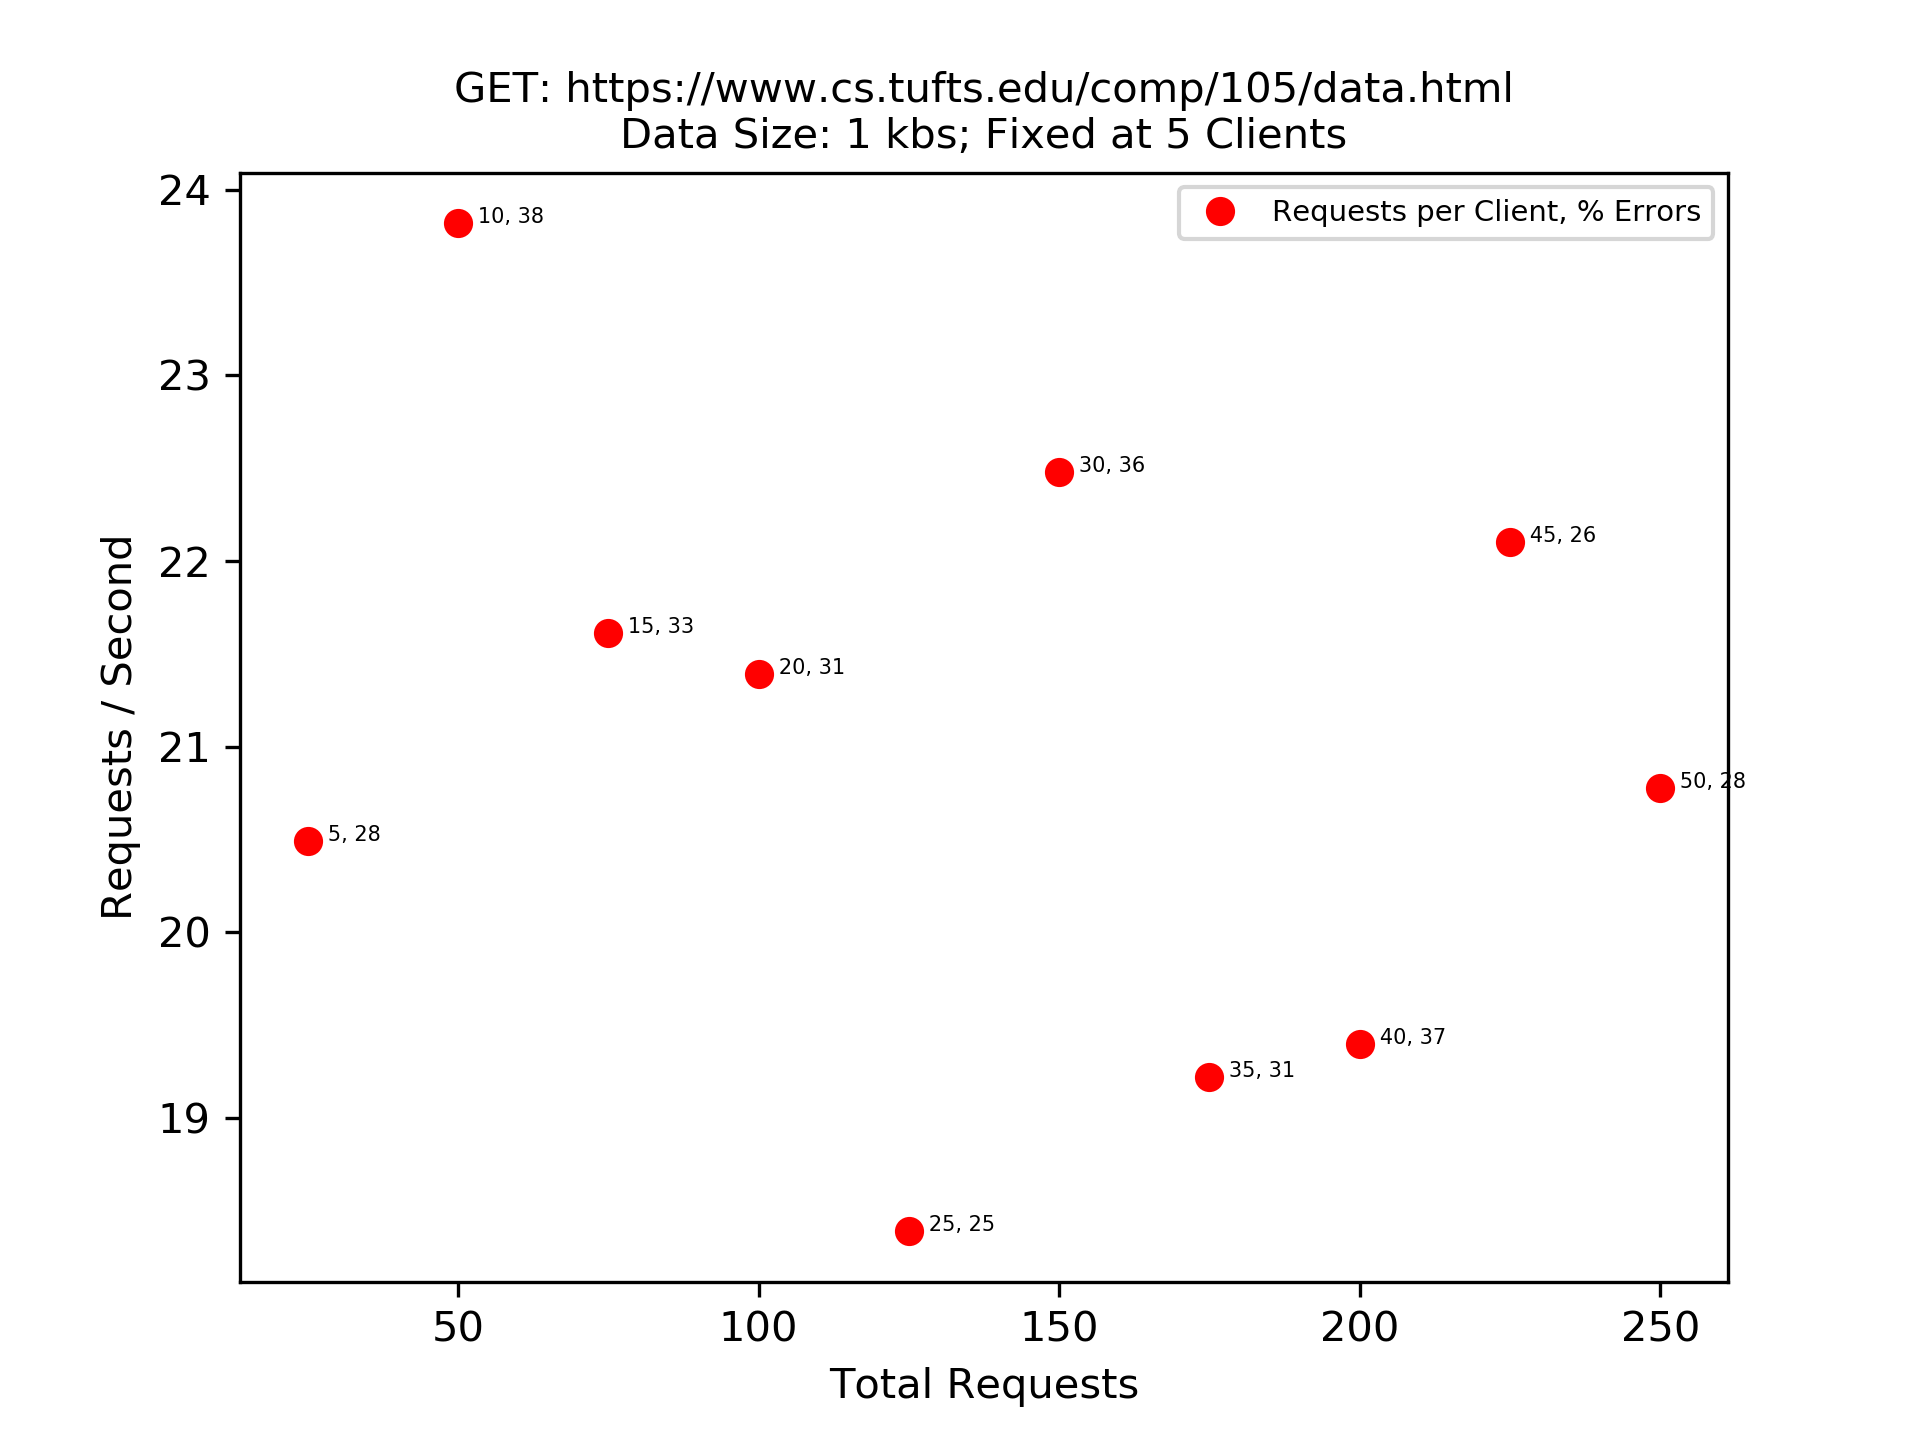 GET: https://www.cs.tufts.edu/comp/105/data.html
Data Size: 1 kbs; Fixed at 5 Clients
Requests per Client, % Errors
24
23
22
21
20
19
Requests / Second
10, 38
30, 36
45, 26
15, 33
20, 31
50, 28
5, 28
40, 37
35, 31
25, 25
50 100 150 200 250
Total Requests